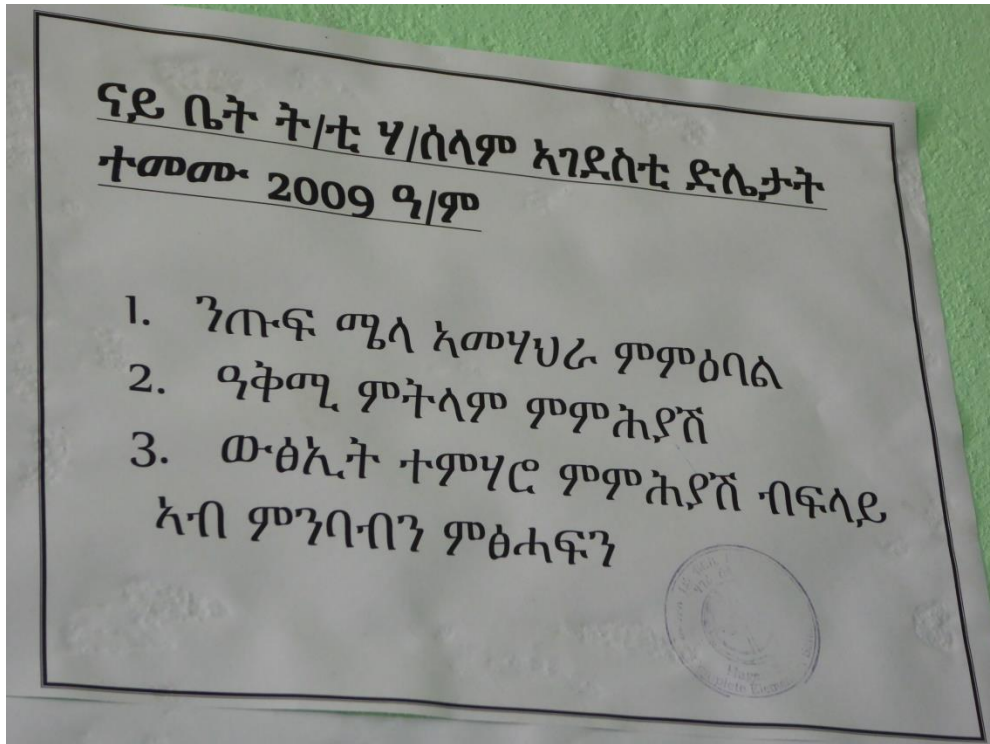 ናይ ቤት ት/ቲ ሃ/ሰላም ኣገደስቲ ድሌታት
ተመሙ 2009 ዓ/ም
1. ንጡፍ ሜላ ኣመሃህራ ምምዕባል
2. ዓቅሚ ምትላም ምምሕያሽ
3. ውፅኢት ተምሃሮ ምምሕያሽ ብፍላይ
ኣብ ምንባብን ምፅሓፍን